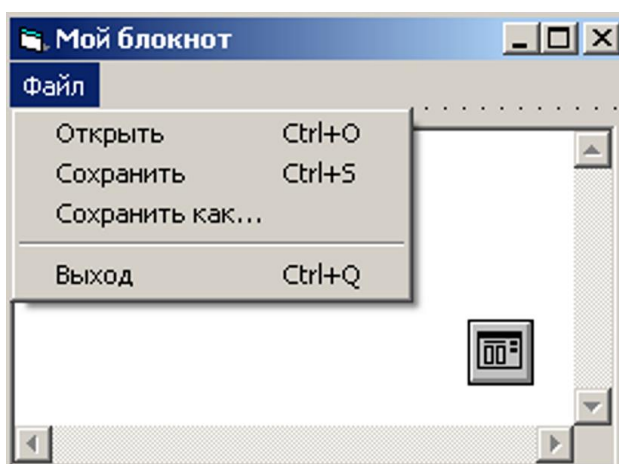 Мой блокнот
Файл
Открыть Ctrl+O
Сохранить Ctrl+S
Сохранить как...
Выход Ctrl+Q